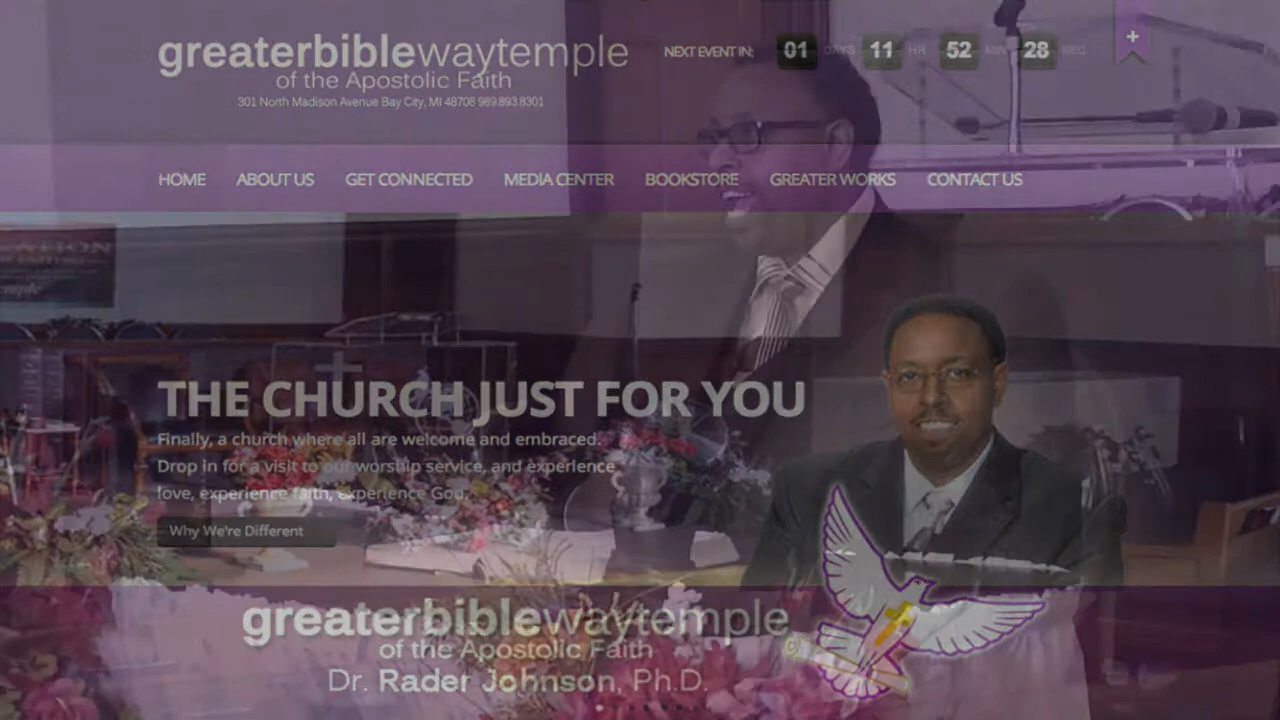 greaterbiblewaytemple
of the Apostolic Faith
301 North Madison Avenue Bay City, MI 48708 989.893.8301
NEXT EVENT IN: 01 DAYS 11 HR 52 MIN 28 SEC
HOME ABOUT US GET CONNECTED MEDIA CENTER BOOKSTORE GREATER WORKS CONTACT US
THE CHURCH JUST FOR YOU
Finally, a church where all are welcome and embraced.
Drop in for a visit to our worship service, and experience
love, experience faith, experience God.
Why We're Different
greaterbiblewaytemple
of the Apostolic Faith
Dr. Rader Johnson, Ph.D.